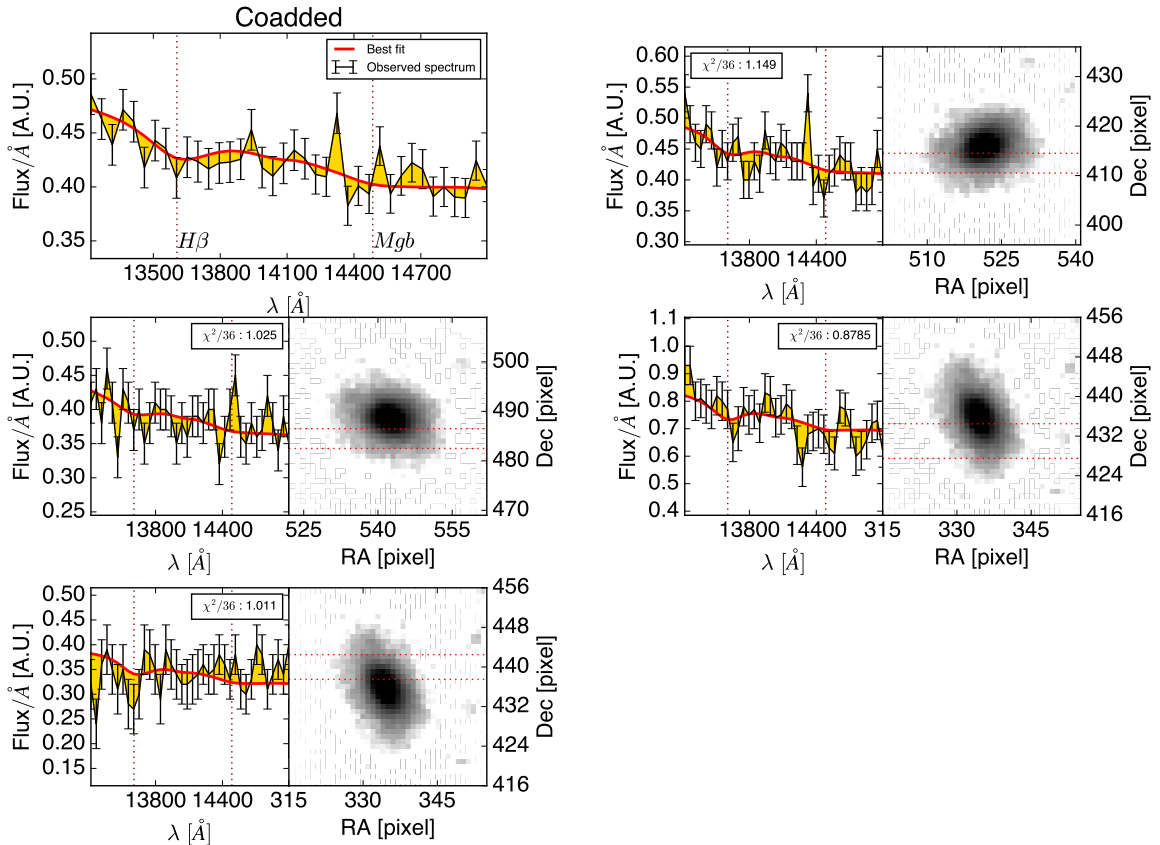 Coadded
Best fit
Observed spectrum
Flux/Å [A.U.]
0.50
0.45
0.40
0.35
Hβ
Mgb
13500 13800 14100 14400 14700
λ [Å]
χ²/36 : 1.149
Flux/Å [A.U.]
0.60
0.55
0.50
0.45
0.40
0.35
0.30
13800 14400
λ [Å]
510 525 540
RA [pixel]
430
420
410
400
Dec [pixel]
χ²/36 : 1.025
Flux/Å [A.U.]
0.50
0.45
0.40
0.35
0.30
0.25
13800 14400
λ [Å]
525 540 555
RA [pixel]
500
490
480
470
Dec [pixel]
χ²/36 : 0.8785
Flux/Å [A.U.]
1.1
1.0
0.9
0.8
0.7
0.6
0.5
0.4
13800 14400
λ [Å]
315 330 345
RA [pixel]
456
448
440
432
424
416
Dec [pixel]
χ²/36 : 1.011
Flux/Å [A.U.]
0.50
0.45
0.40
0.35
0.30
0.25
0.20
0.15
13800 14400
λ [Å]
315 330 345
RA [pixel]
456
448
440
432
424
416
Dec [pixel]